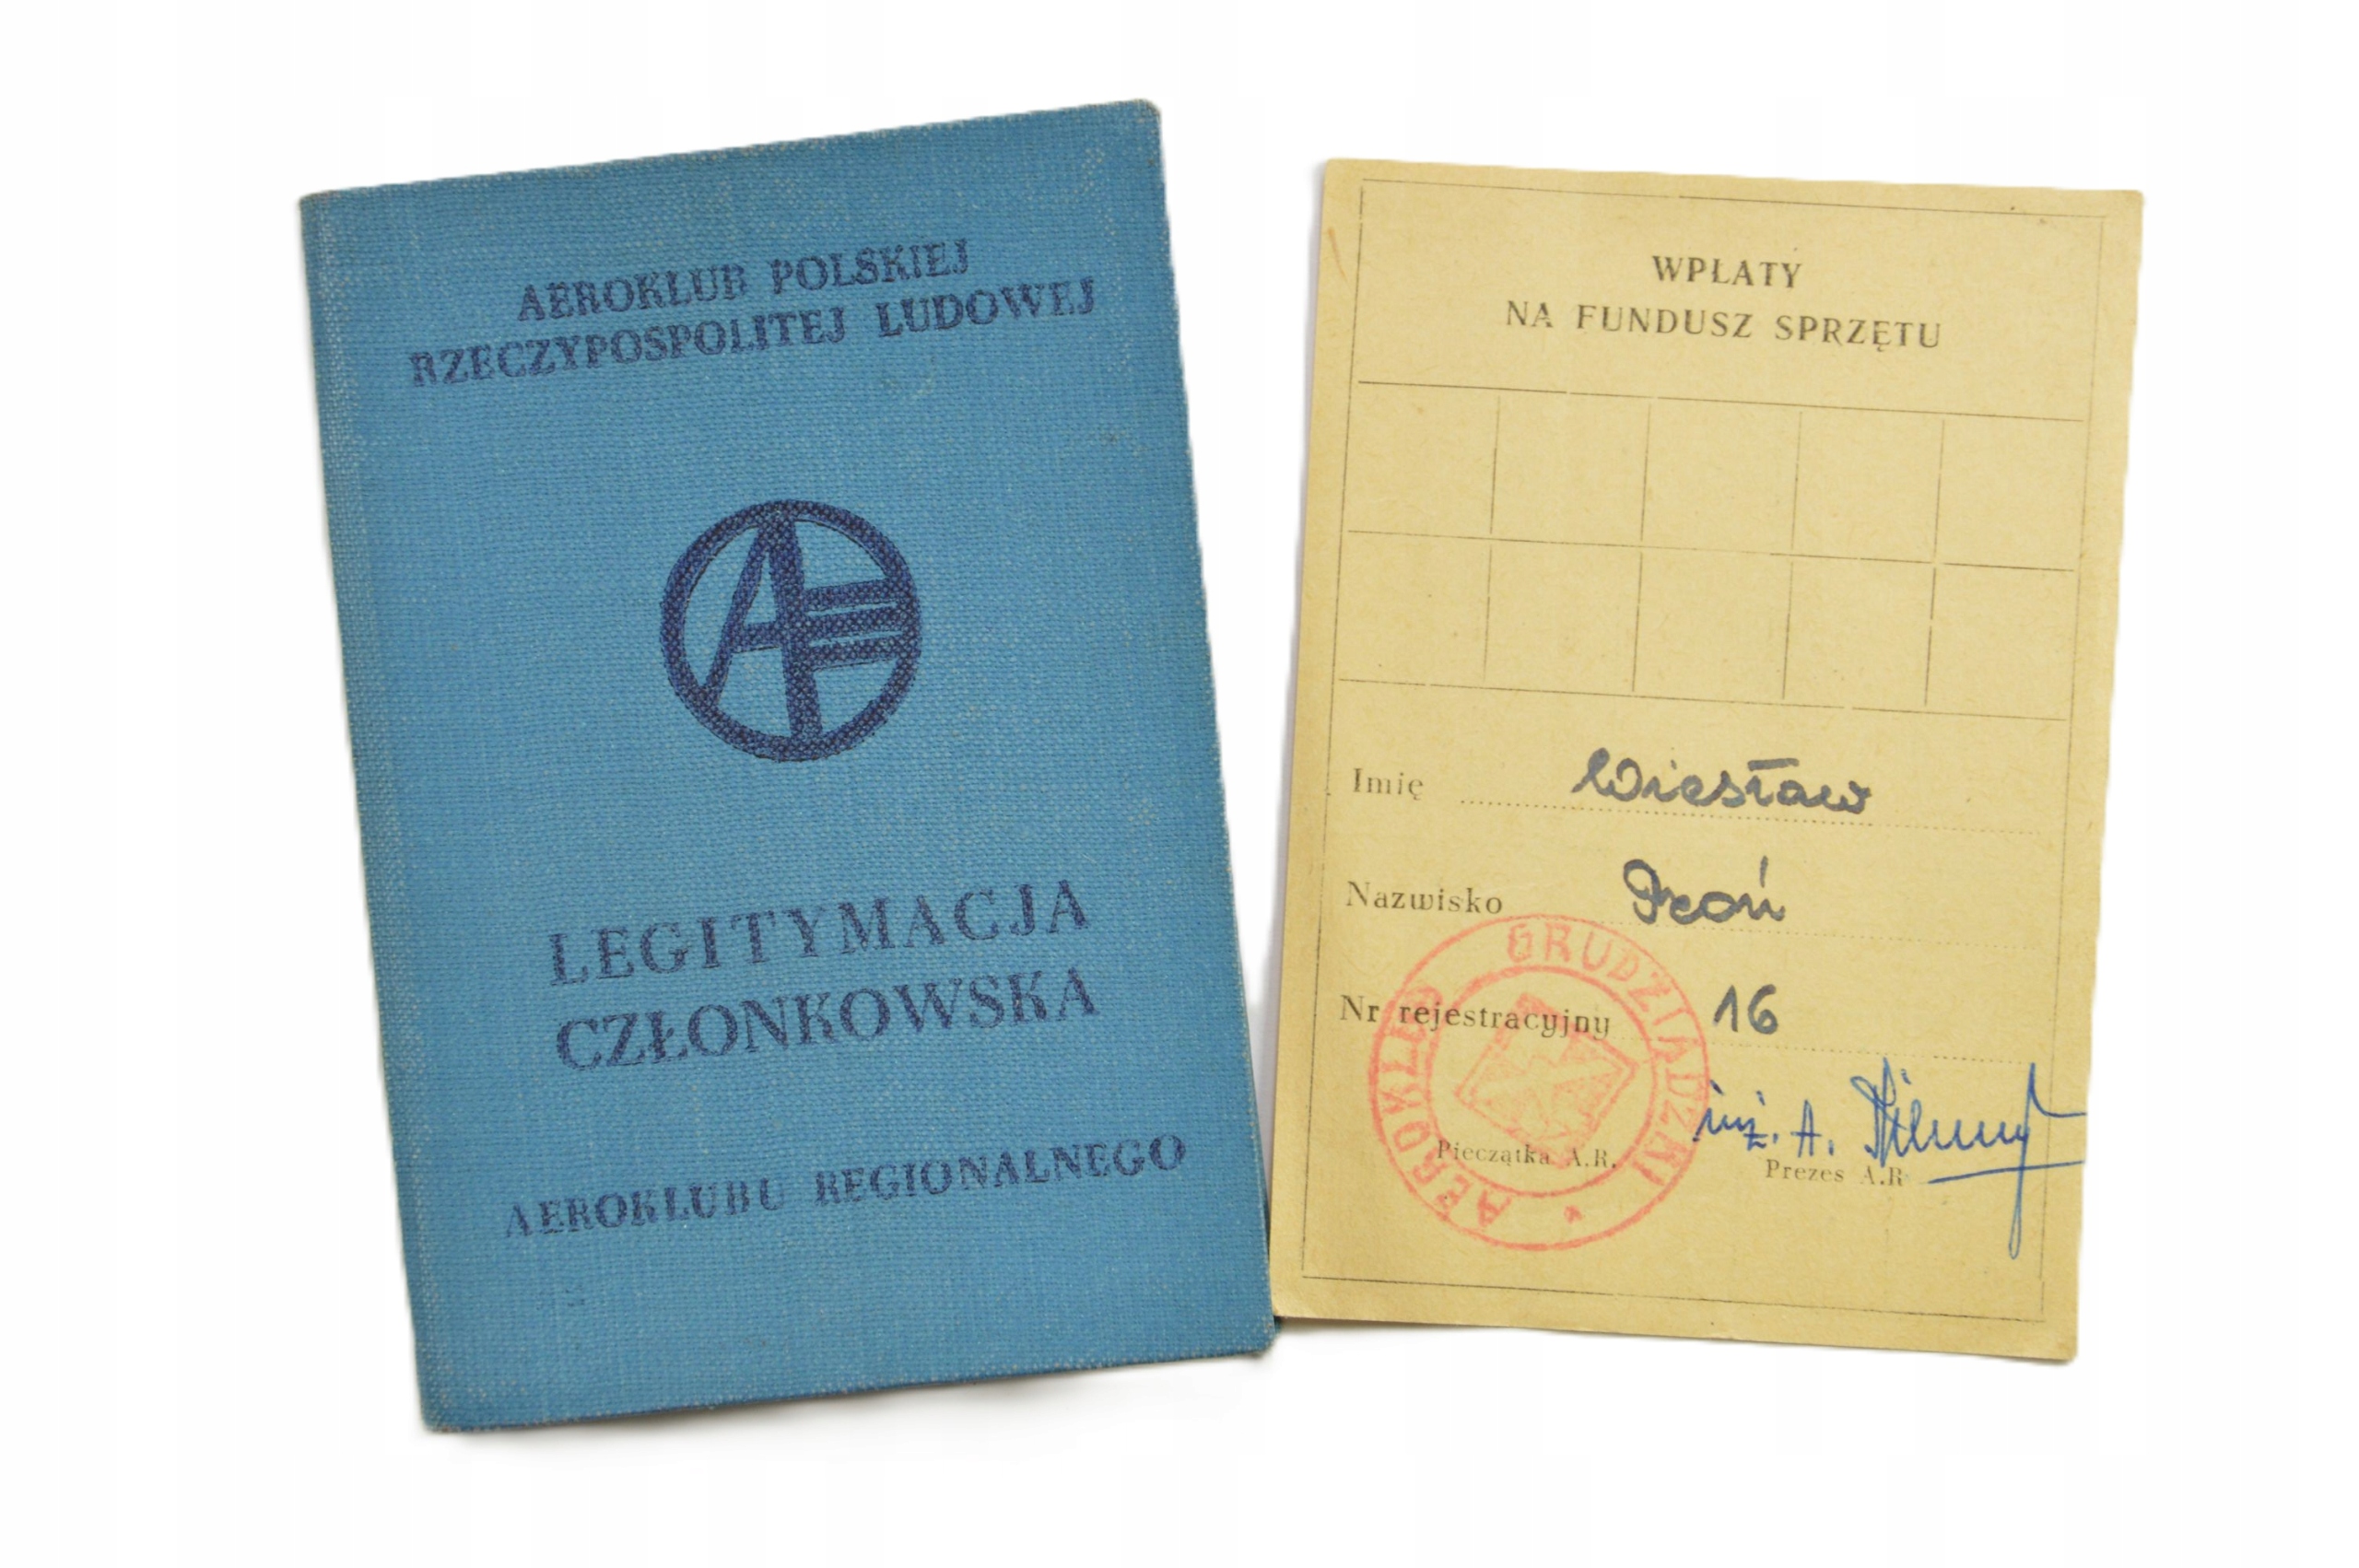 AEROKLUB POLSKIEJ
RZECZYPOSPOLITEJ LUDOWEJ
LEGITYMACJA
CZŁONKOWSKA
AEROKLUBU REGIONALNEGO
WPŁATY
NA FUNDUSZ SPRZĘTU
Imię Wiesław
Nazwisko
Nr rejestracyjny 16
AEROKLUB GRUDZIĄDZKI
inż. A.
Pieczątka A.R.
Prezes A.R